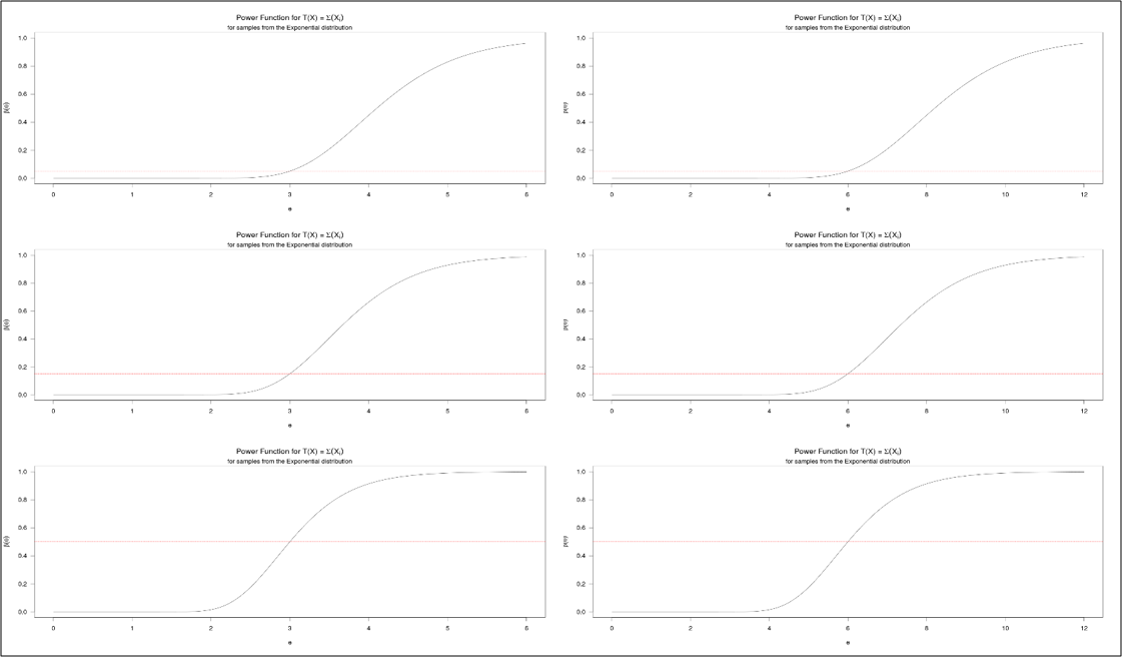 Power Function for T(X) = Σ(Xᵢ)
for samples from the Exponential distribution
β(θ)
1.0
0.8
0.6
0.4
0.2
0.0
0 1 2 3 4 5 6
θ
Power Function for T(X) = Σ(Xᵢ)
for samples from the Exponential distribution
β(θ)
1.0
0.8
0.6
0.4
0.2
0.0
0 2 4 6 8 10 12
θ
Power Function for T(X) = Σ(Xᵢ)
for samples from the Exponential distribution
β(θ)
1.0
0.8
0.6
0.4
0.2
0.0
0 1 2 3 4 5 6
θ
Power Function for T(X) = Σ(Xᵢ)
for samples from the Exponential distribution
β(θ)
1.0
0.8
0.6
0.4
0.2
0.0
0 2 4 6 8 10 12
θ
Power Function for T(X) = Σ(Xᵢ)
for samples from the Exponential distribution
β(θ)
1.0
0.8
0.6
0.4
0.2
0.0
0 1 2 3 4 5 6
θ
Power Function for T(X) = Σ(Xᵢ)
for samples from the Exponential distribution
β(θ)
1.0
0.8
0.6
0.4
0.2
0.0
0 2 4 6 8 10 12
θ